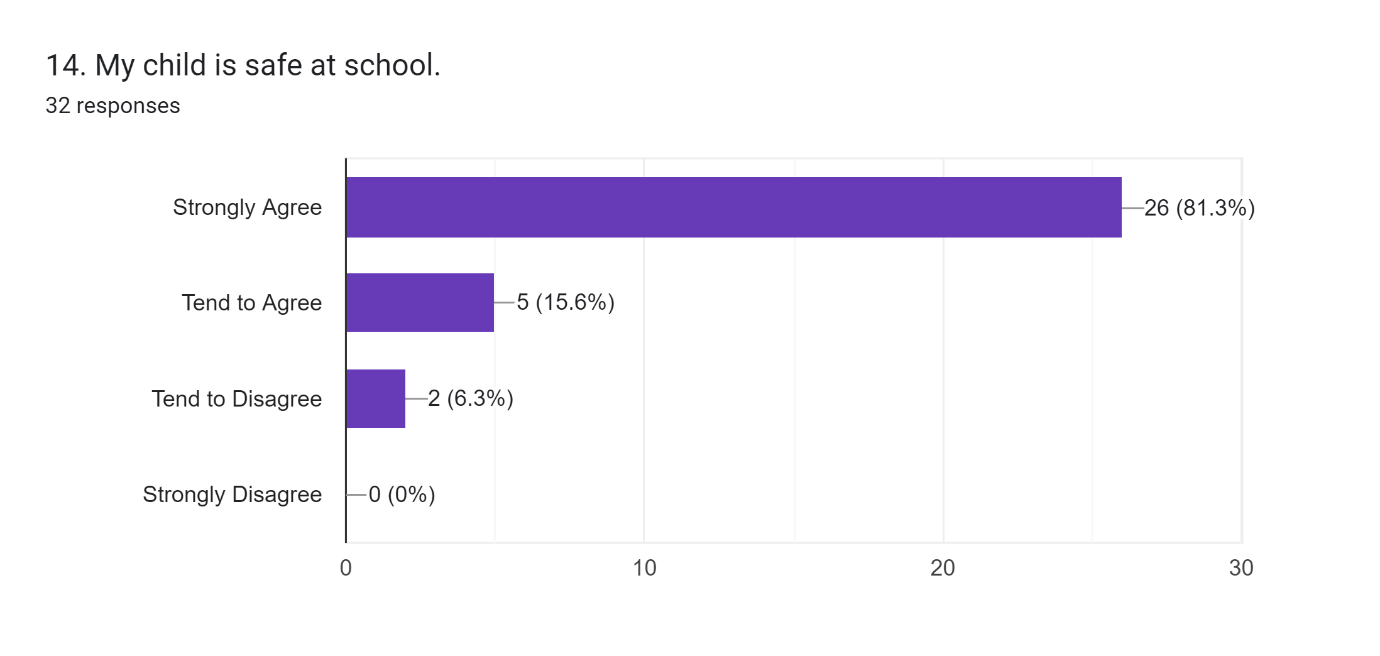 14. My child is safe at school.
32 responses
Strongly Agree
26 (81.3%)
Tend to Agree
5 (15.6%)
Tend to Disagree
2 (6.3%)
Strongly Disagree
0 (0%)
0
10
20
30